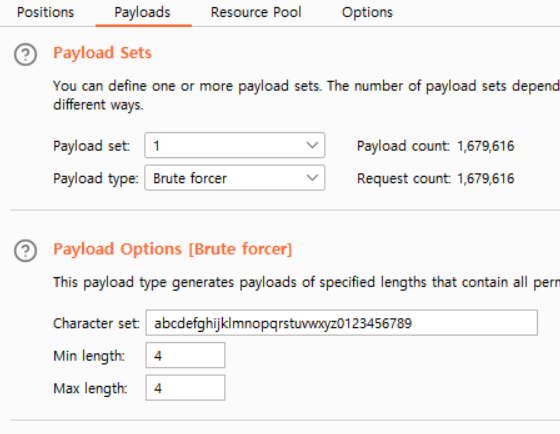 Positions Payloads Resource Pool Options
? Payload Sets
You can define one or more payload sets. The number of payload sets depend
different ways.
Payload set: 1 Payload count: 1,679,616
Payload type: Brute forcer Request count: 1,679,616
? Payload Options [Brute forcer]
This payload type generates payloads of specified lengths that contain all perm
Character set: abcdefghijklmnopqrstuvwxyz0123456789
Min length: 4
Max length: 4